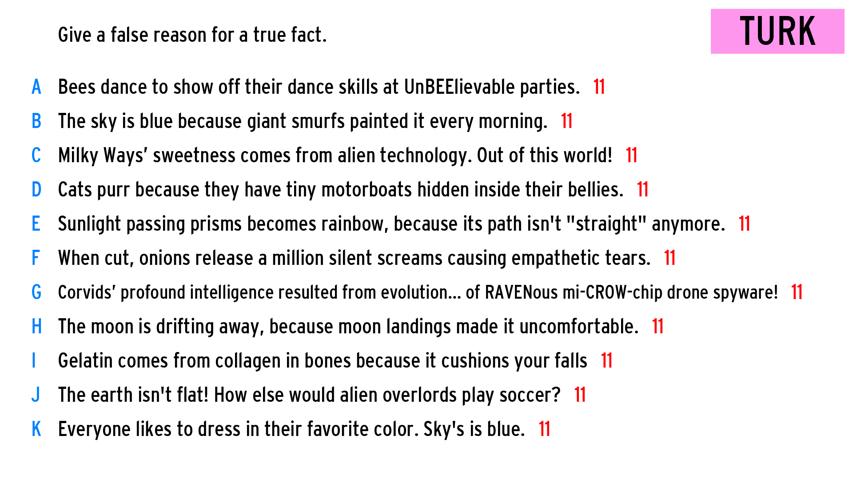 Give a false reason for a true fact.
TURK
A Bees dance to show off their dance skills at UnBEElievable parties. 11
B The sky is blue because giant smurfs painted it every morning. 11
C Milky Ways' sweetness comes from alien technology. Out of this world! 11
D Cats purr because they have tiny motorboats hidden inside their bellies. 11
E Sunlight passing prisms becomes rainbow, because its path isn't "straight" anymore. 11
F When cut, onions release a million silent screams causing empathetic tears. 11
G Corvids' profound intelligence resulted from evolution... of RAVENous mi-CROW-chip drone spyware! 11
H The moon is drifting away, because moon landings made it uncomfortable. 11
I Gelatin comes from collagen in bones because it cushions your falls 11
J The earth isn't flat! How else would alien overlords play soccer? 11
K Everyone likes to dress in their favorite color. Sky's is blue. 11